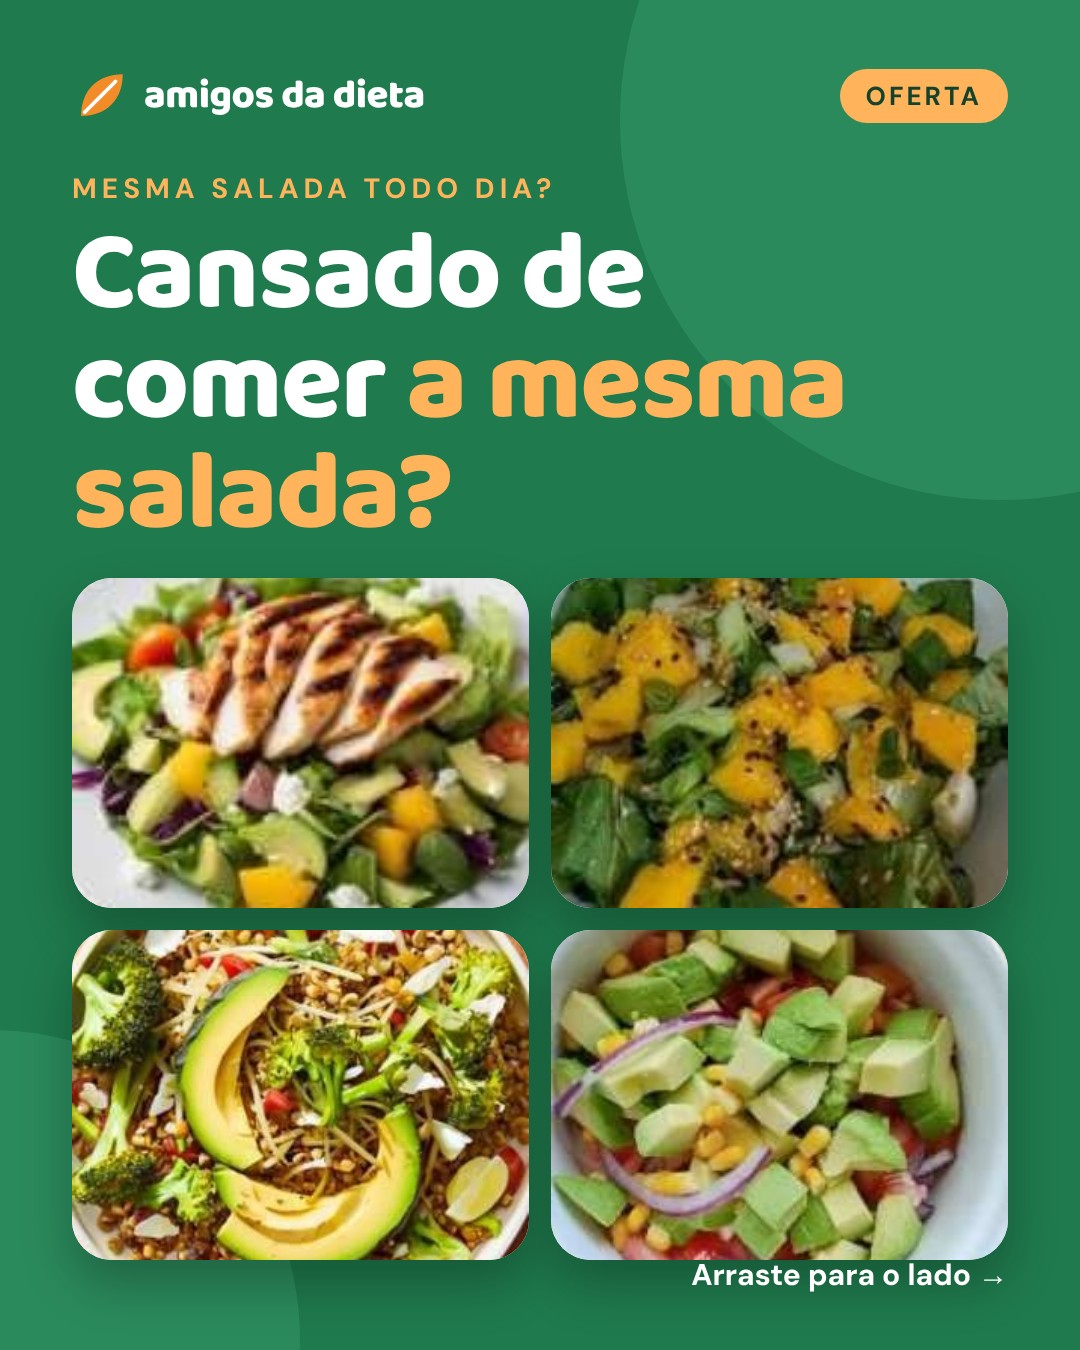 amigos da dieta
OFERTA
MESMA SALADA TODO DIA?
Cansado de
comer a mesma
salada?
Arraste para o lado →